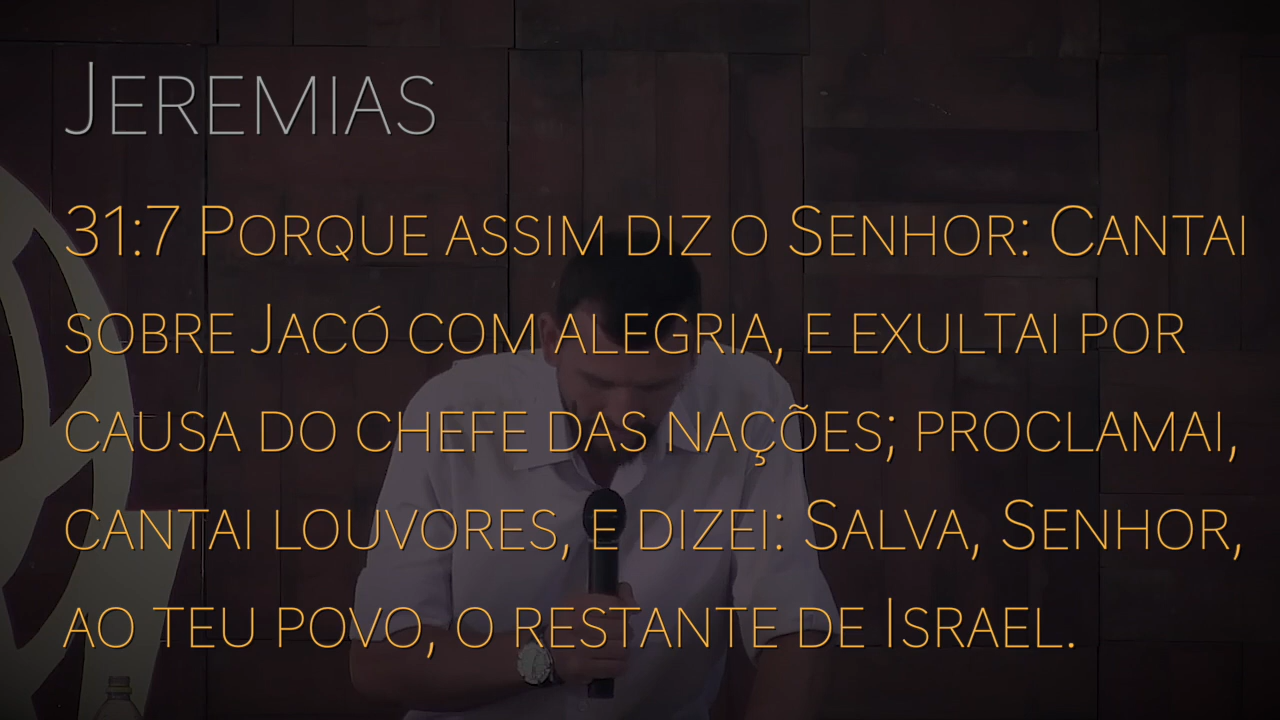 Jeremias
31:7 Porque assim diz o Senhor: Cantai
sobre Jacó com alegria, e exultai por
causa do chefe das nações; proclamai,
cantai louvores, e dizei: Salva, Senhor,
ao teu povo, o restante de Israel.